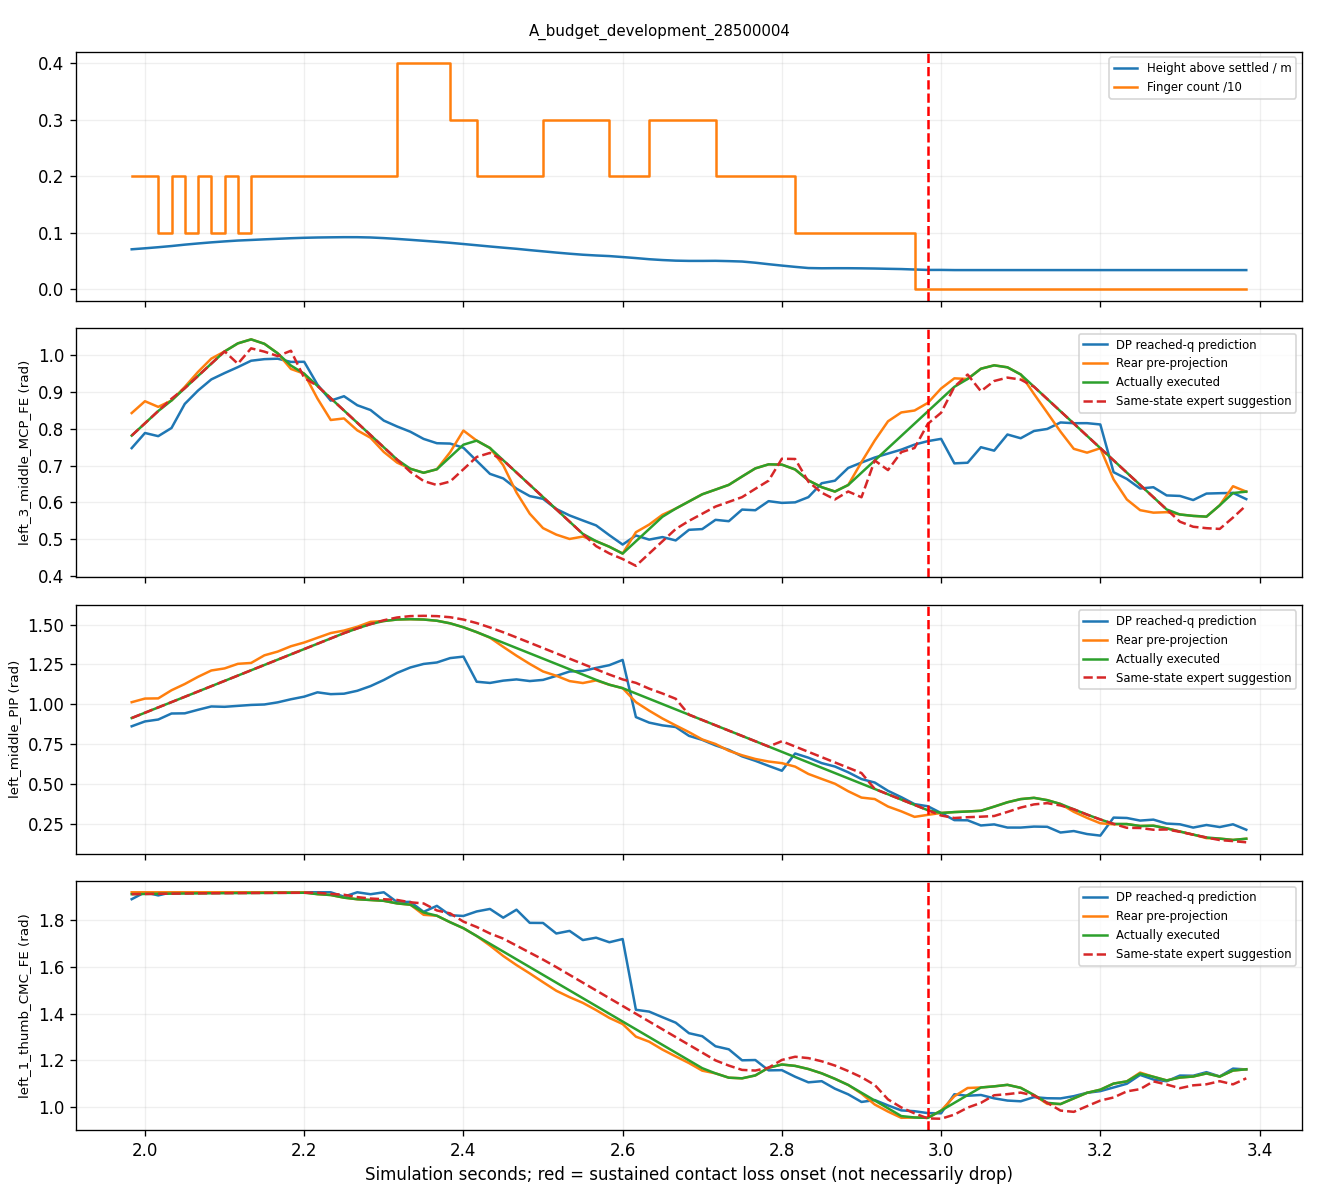 A_budget_development_28500004
Height above settled / m
Finger count /10
0.4
0.3
0.2
0.1
0.0
left_3_middle_MCP_FE (rad)
DP reached-q prediction
Rear pre-projection
Actually executed
Same-state expert suggestion
1.0
0.9
0.8
0.7
0.6
0.5
0.4
left_middle_PIP (rad)
DP reached-q prediction
Rear pre-projection
Actually executed
Same-state expert suggestion
1.50
1.25
1.00
0.75
0.50
0.25
left_1_thumb_CMC_FE (rad)
DP reached-q prediction
Rear pre-projection
Actually executed
Same-state expert suggestion
1.8
1.6
1.4
1.2
1.0
2.0 2.2 2.4 2.6 2.8 3.0 3.2 3.4
Simulation seconds; red = sustained contact loss onset (not necessarily drop)